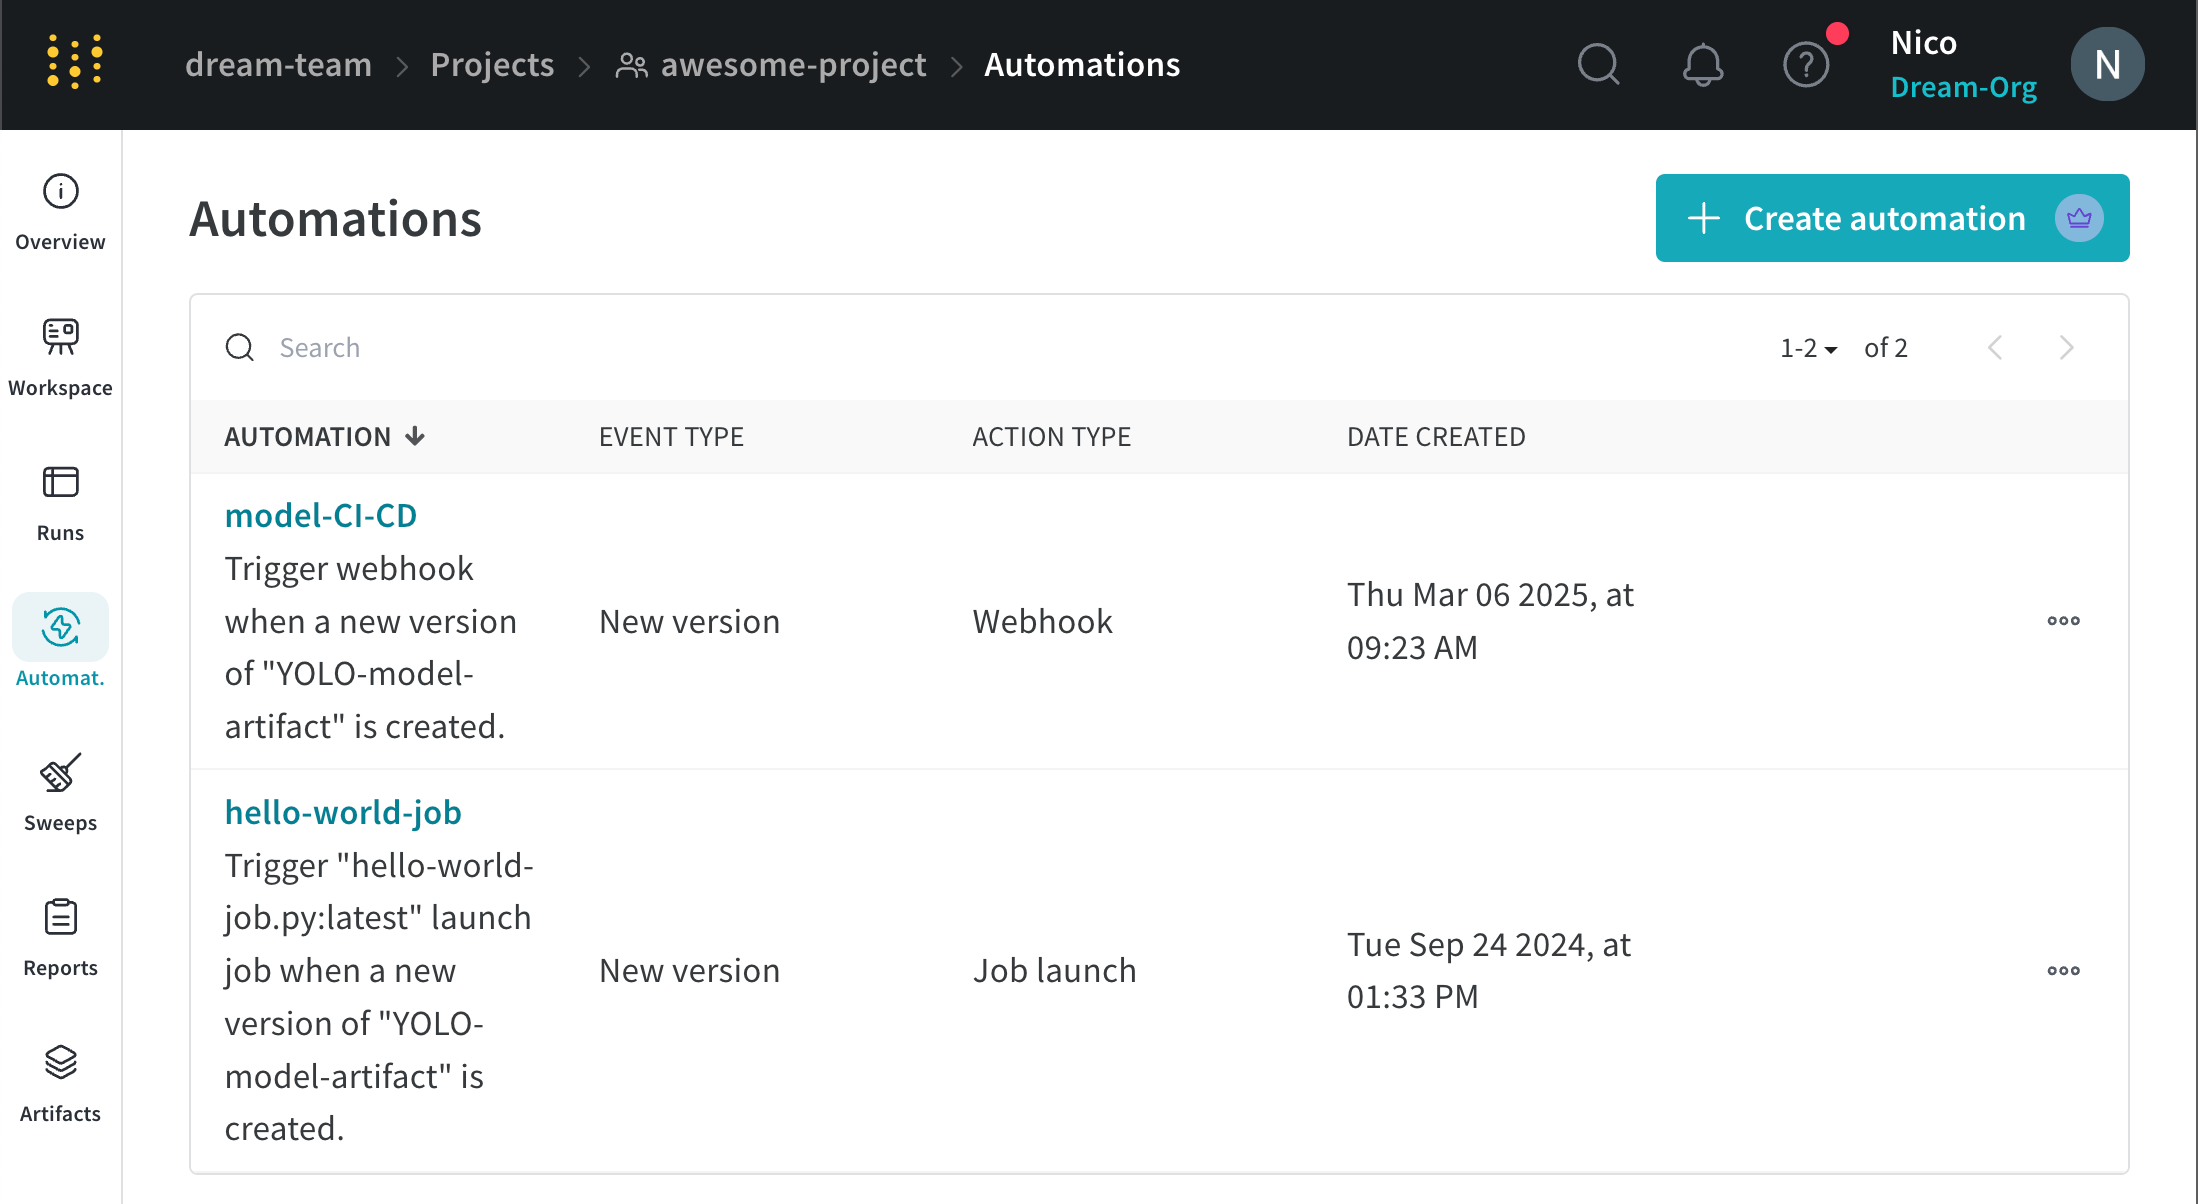 dream-team > Projects > awesome-project > Automations
Nico
Dream-Org
N
Overview
Workspace
Runs
Automat.
Sweeps
Reports
Artifacts
Automations
+ Create automation
Search
1-2 of 2
AUTOMATION EVENT TYPE ACTION TYPE DATE CREATED
model-CI-CD
Trigger webhook
when a new version
of "YOLO-model-
artifact" is created.
New version
Webhook
Thu Mar 06 2025, at
09:23 AM
hello-world-job
Trigger "hello-world-
job.py:latest" launch
job when a new
version of "YOLO-
model-artifact" is
created.
New version
Job launch
Tue Sep 24 2024, at
01:33 PM